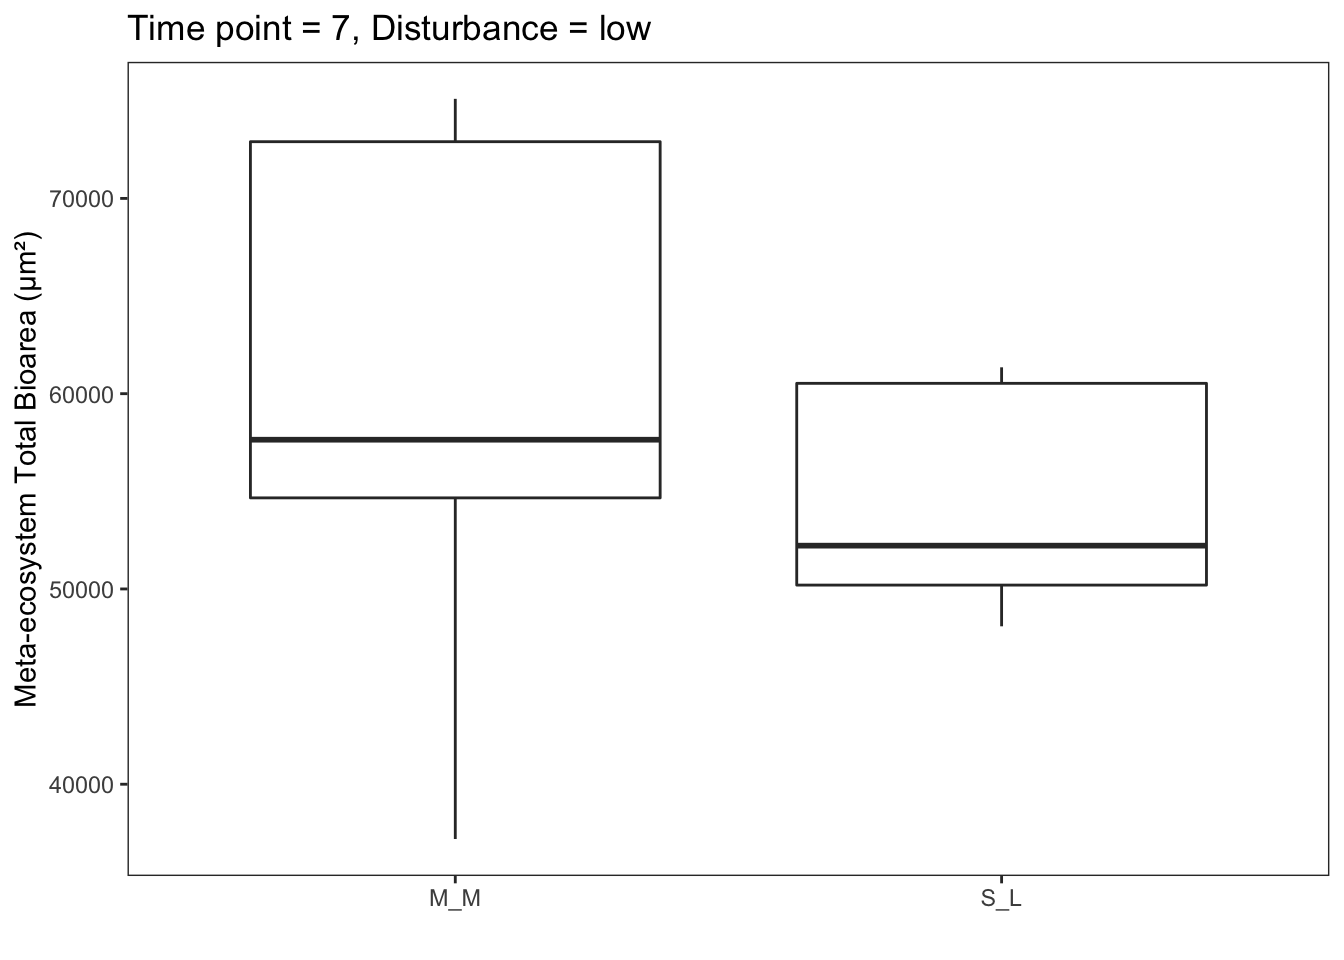 Time point = 7, Disturbance = low
Meta-ecosystem Total Bioarea (µm²)
70000
60000
50000
40000
M_M
S_L